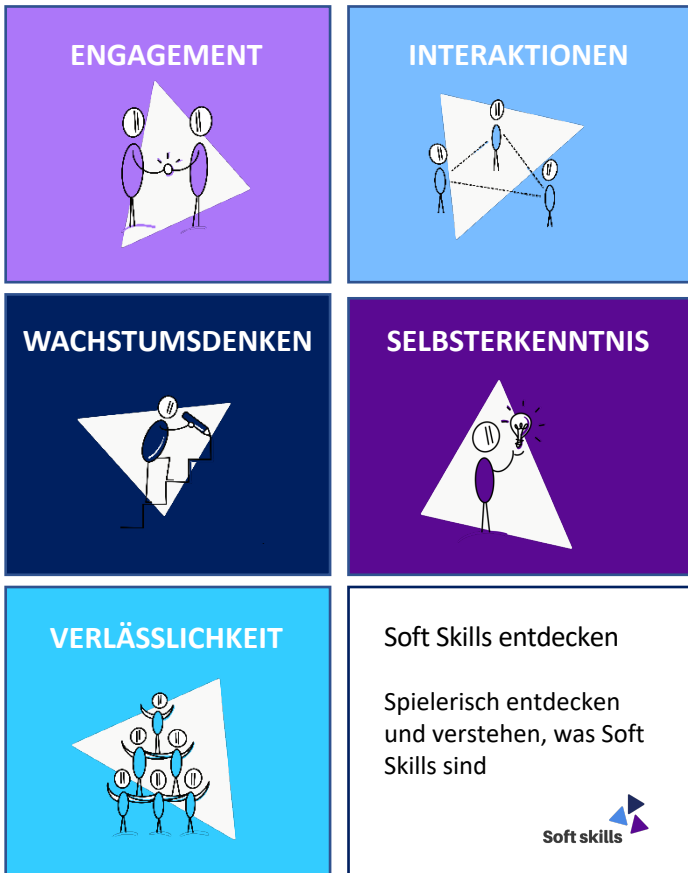 ENGAGEMENT
INTERAKTIONEN
WACHSTUMSDENKEN
SELBSTERKENNTNIS
VERLÄSSLICHKEIT
Soft Skills entdecken
Spielerisch entdecken
und verstehen, was Soft
Skills sind
Soft skills